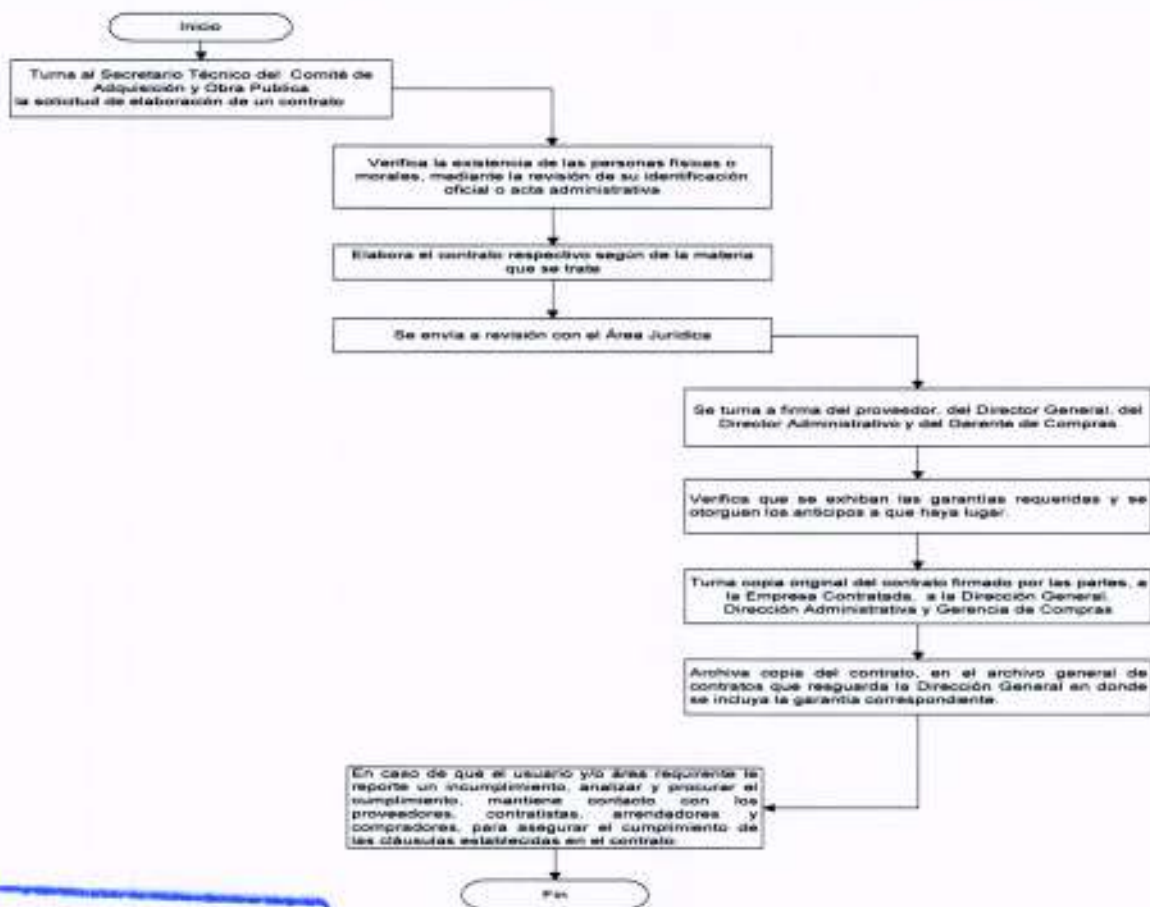 Inicio
Turna al Secretario Técnico del Comité de
Adquisición y Obra Publica
la solicitud de elaboración de un contrato
Verifica la existencia de las personas físicas o
morales, mediante la revisión de su identificación
oficial o acta administrativa
Elabora el contrato respectivo según de la materia
que se trate
Se envía a revisión con el Área Jurídica
Se turna a firma del proveedor, del Director General, del
Director Administrativo y del Gerente de Compras
Verifica que se exhiban las garantías requeridas y se
otorguen los anticipos a que haya lugar.
Turna copia original del contrato firmado por las partes, a
la Empresa Contratada, a la Dirección General,
Dirección Administrativa y Gerencia de Compras
Archiva copia del contrato, en el archivo general de
contratos que resguarda la Dirección General en donde
se incluya la garantía correspondiente.
En caso de que el usuario y/o área requirente le
reporte un incumplimiento, analizar y procurar el
cumplimiento, mantiene contacto con los
proveedores, contratistas, arrendadores y
compradores, para asegurar el cumplimiento de
las cláusulas establecidas en el contrato
Fin